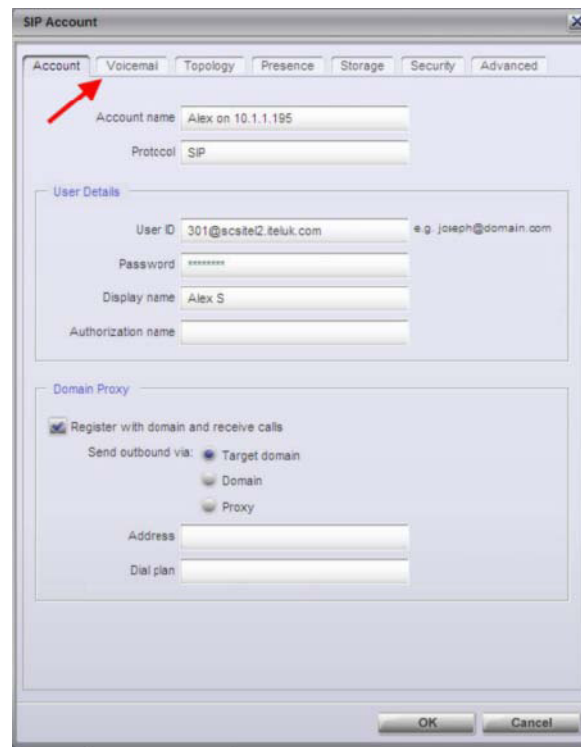 SIP Account
Account Voicemail Topology Presence Storage Security Advanced
Account name Alex on 10.1.1.195
Protocol SIP
User Details
User ID 301@scsitel2.iteluk.com e.g. joseph@domain.com
Password ********
Display name Alex S
Authorization name
Domain Proxy
Register with domain and receive calls
Send outbound via: Target domain
Domain
Proxy
Address
Dial plan
OK Cancel